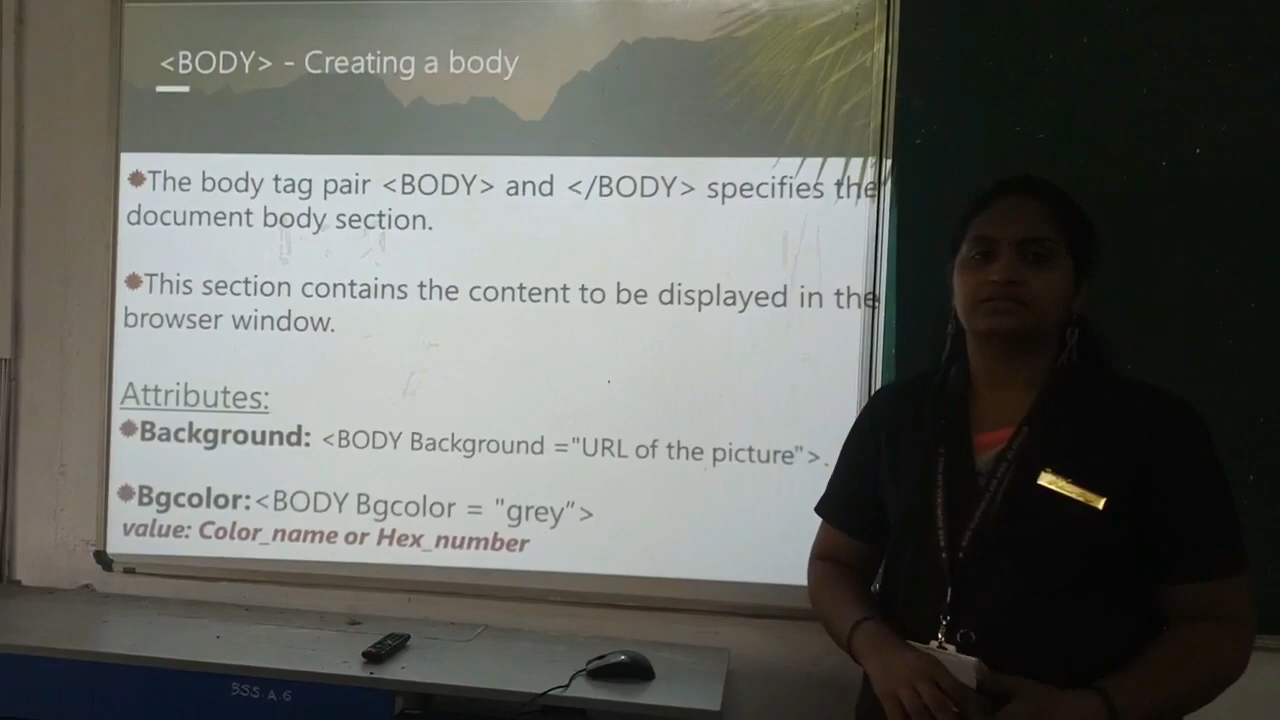 <BODY> - Creating a body
The body tag pair <BODY> and </BODY> specifies the
document body section.
This section contains the content to be displayed in the
browser window.
Attributes:
Background: <BODY Background ="URL of the picture">.
Bgcolor:<BODY Bgcolor = "grey”>
value: Color_name or Hex_number
BSS.A.6